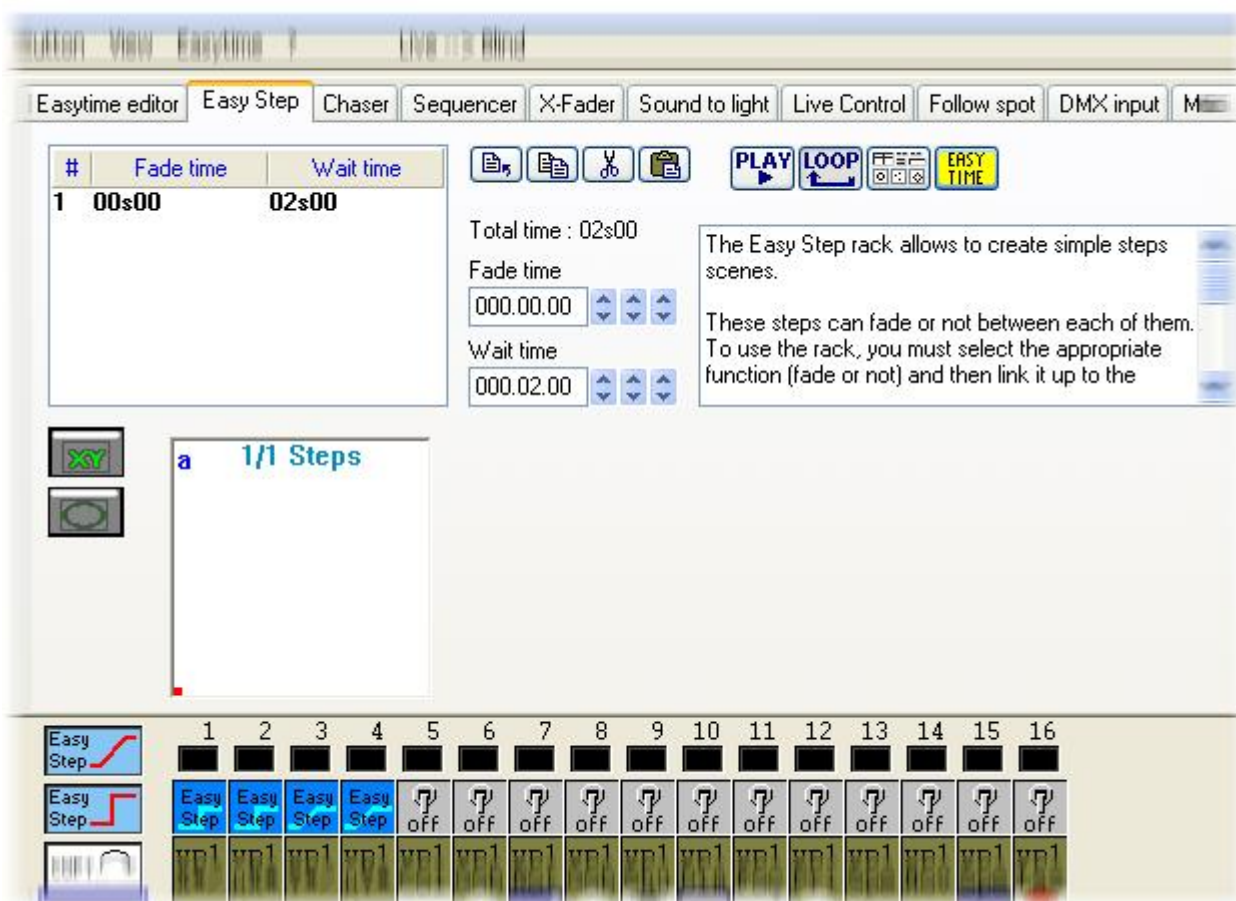 Button View Easytime ? Live => Blind
Easytime editor Easy Step Chaser Sequencer X-Fader Sound to light Live Control Follow spot DMX input
# Fade time Wait time
1 00s00 02s00
PLAY LOOP EASY TIME
Total time : 02s00
Fade time
000.00.00
Wait time
000.02.00
The Easy Step rack allows to create simple steps
scenes.
These steps can fade or not between each of them.
To use the rack, you must select the appropriate
function (fade or not) and then link it up to the
XY
a 1/1 Steps
Easy Step
1 2 3 4 5 6 7 8 9 10 11 12 13 14 15 16
Easy Step
Easy Step Easy Step Easy Step Easy Step ? off ? off ? off ? off ? off ? off ? off ? off ? off ? off ? off ? off